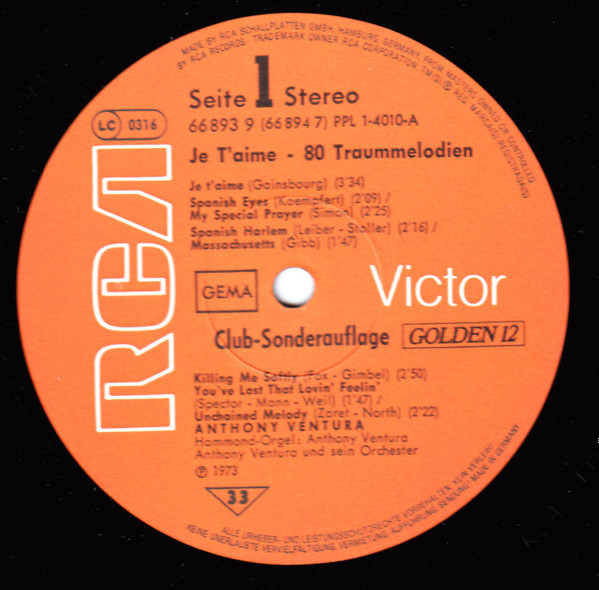 MADE BY RCA SCHALLPLATTEN GMBH, HAMBURG, GERMANY, FROM MASTERS OWNED OR CONTROLLED
BY RCA RECORDS. TRADEMARK OWNER RCA CORPORATION TM(S) ® REG. MARCA(S) REGISTRADA(S)
Seite 1 Stereo
LC 0316
66 893 9 (66 894 7) PPL 1-4010-A
Je T'aime - 80 Traummelodien
Je t'aime (Gainsbourg) (3'34)
Spanish Eyes (Kaempfert) (2'09) /
My Special Prayer (Simon) (2'25)
Spanish Harlem (Leiber - Stoller) (2'16) /
Massachusetts (Gibb) (1'47)
RCA
GEMA
Victor
Club-Sonderauflage GOLDEN 12
Killing Me Softly (Fox - Gimbel) (2'50)
You've Lost That Lovin' Feelin'
(Spector - Mann - Weil) (1'47) /
Unchained Melody (Zaret - North) (2'22)
ANTHONY VENTURA
Hammond-Orgel: Anthony Ventura
Anthony Ventura und sein Orchester
℗ 1973
33
ALLE URHEBER- UND LEISTUNGSSCHUTZRECHTE VORBEHALTEN. KEIN VERLEIH!
KEINE UNERLAUBTE VERVIELFÄLTIGUNG, VERMIETUNG, AUFFÜHRUNG, SENDUNG! MADE IN GERMANY